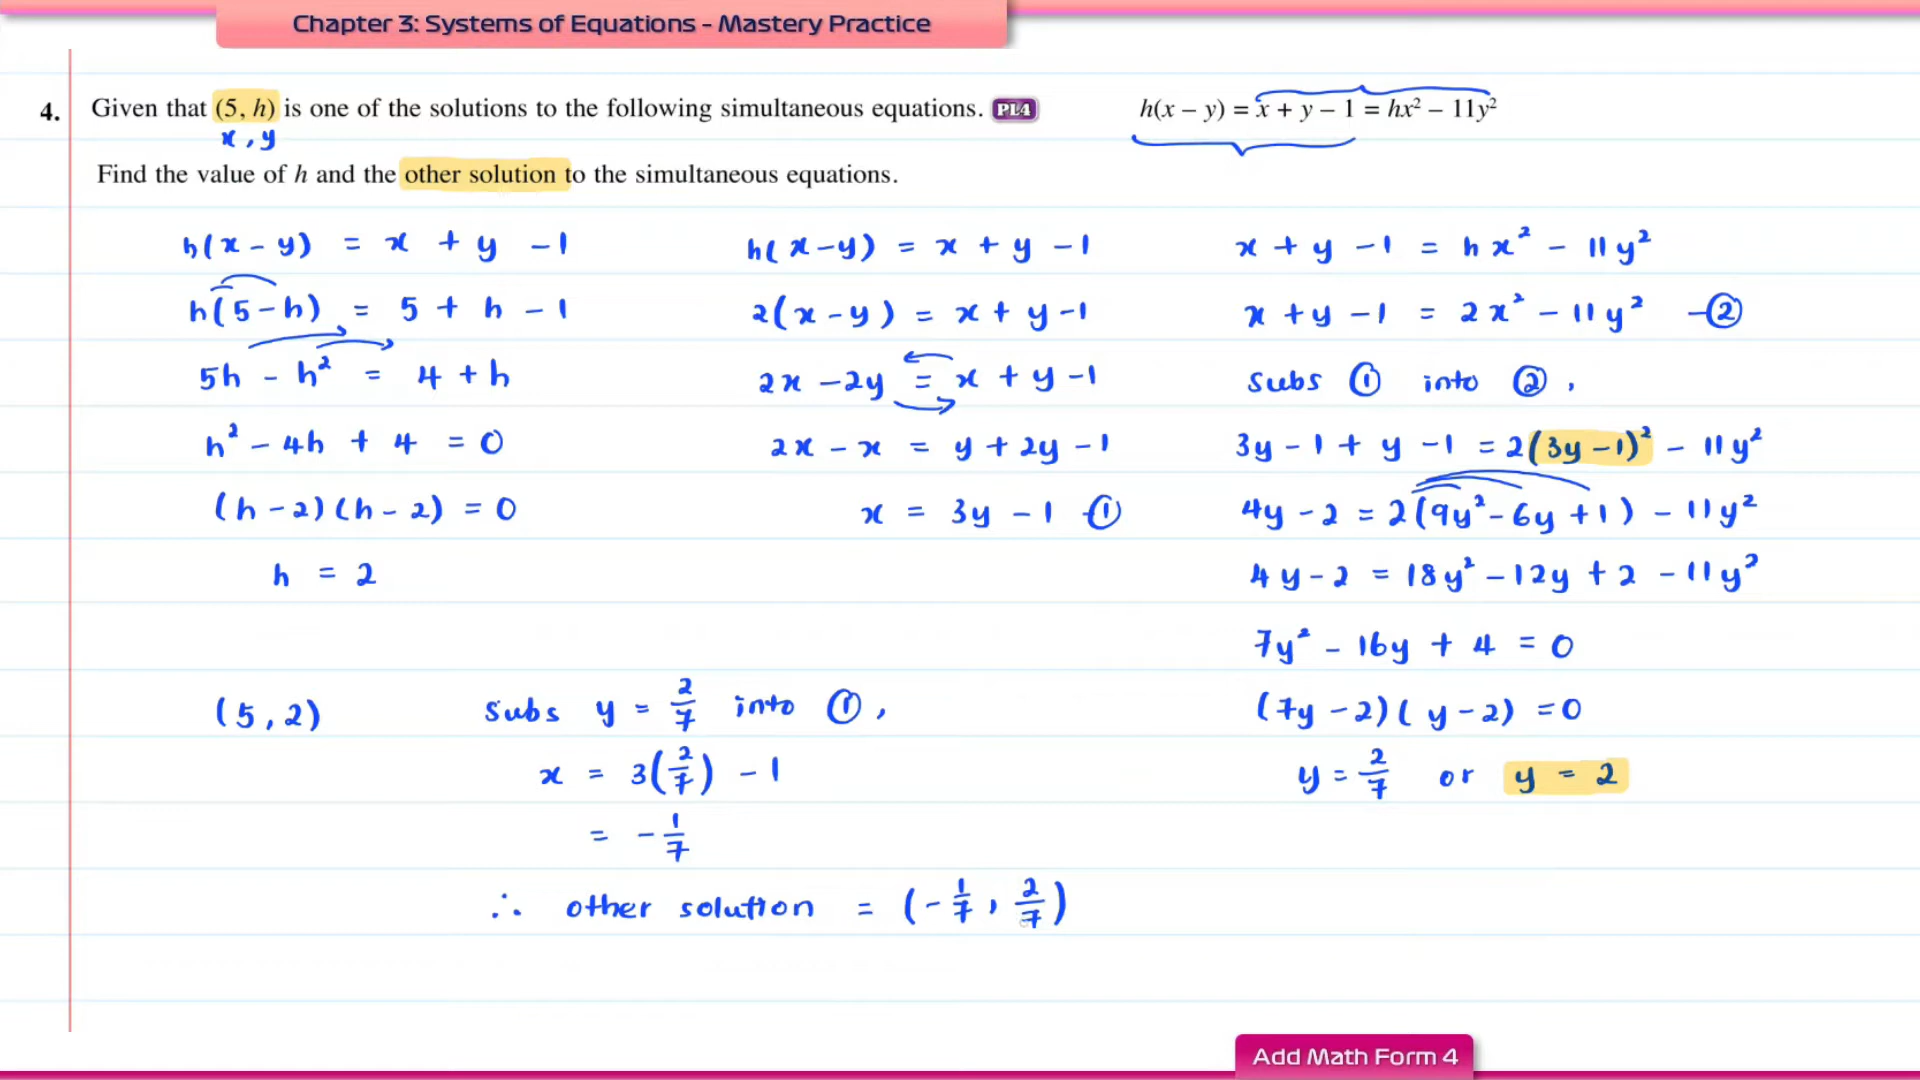 Chapter 3: Systems of Equations - Mastery Practice
4. Given that (5, h) is one of the solutions to the following simultaneous equations. PL4 h(x – y) = x + y – 1 = hx² – 11y²
x, y
Find the value of h and the other solution to the simultaneous equations.
h(x - y) = x + y - 1
h(5 - h) = 5 + h - 1
5h - h² = 4 + h
h² - 4h + 4 = 0
(h - 2)(h - 2) = 0
h = 2
(5, 2)
h(x - y) = x + y - 1
2(x - y) = x + y - 1
2x - 2y = x + y - 1
2x - x = y + 2y - 1
x = 3y - 1 - ①
x + y - 1 = hx² - 11y²
x + y - 1 = 2x² - 11y² - ②
subs ① into ②,
3y - 1 + y - 1 = 2(3y - 1)² - 11y²
4y - 2 = 2(9y² - 6y + 1) - 11y²
4y - 2 = 18y² - 12y + 2 - 11y²
7y² - 16y + 4 = 0
(7y - 2)(y - 2) = 0
y = 2/7 or y = 2
subs y = 2/7 into ①,
x = 3(2/7) - 1
= - 1/7
∴ other solution = (- 1/7, 2/7)
Add Math Form 4